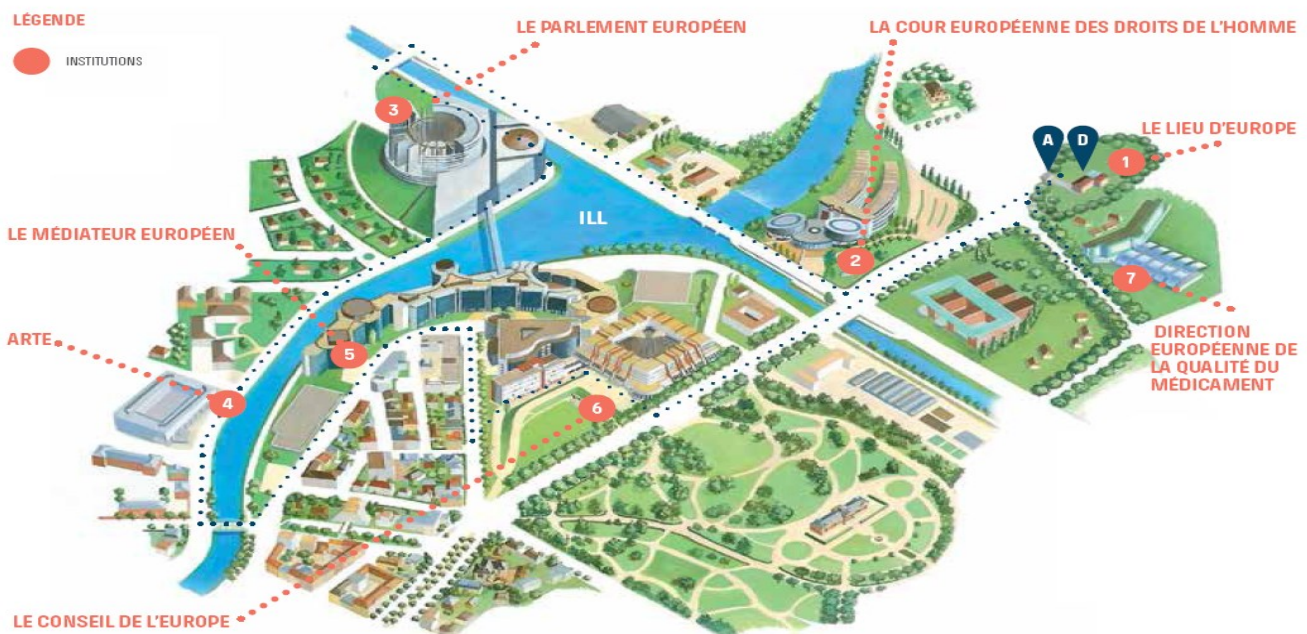 LÉGENDE
INSTITUTIONS
LE PARLEMENT EUROPÉEN
LA COUR EUROPÉENNE DES DROITS DE L'HOMME
3
A
D
LE LIEU D'EUROPE
1
ILL
LE MÉDIATEUR EUROPÉEN
2
7
ARTE
5
DIRECTION
EUROPÉENNE DE
LA QUALITÉ DU
MÉDICAMENT
4
6
LE CONSEIL DE L'EUROPE